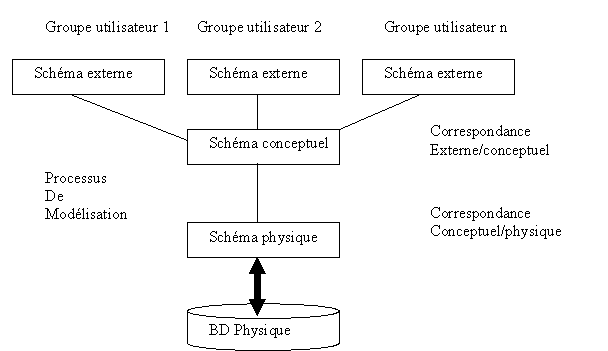 Groupe utilisateur 1
Groupe utilisateur 2
Groupe utilisateur n
Schéma externe
Schéma externe
Schéma externe
Schéma conceptuel
Correspondance
Externe/conceptuel
Processus
De
Modélisation
Correspondance
Conceptuel/physique
Schéma physique
BD Physique